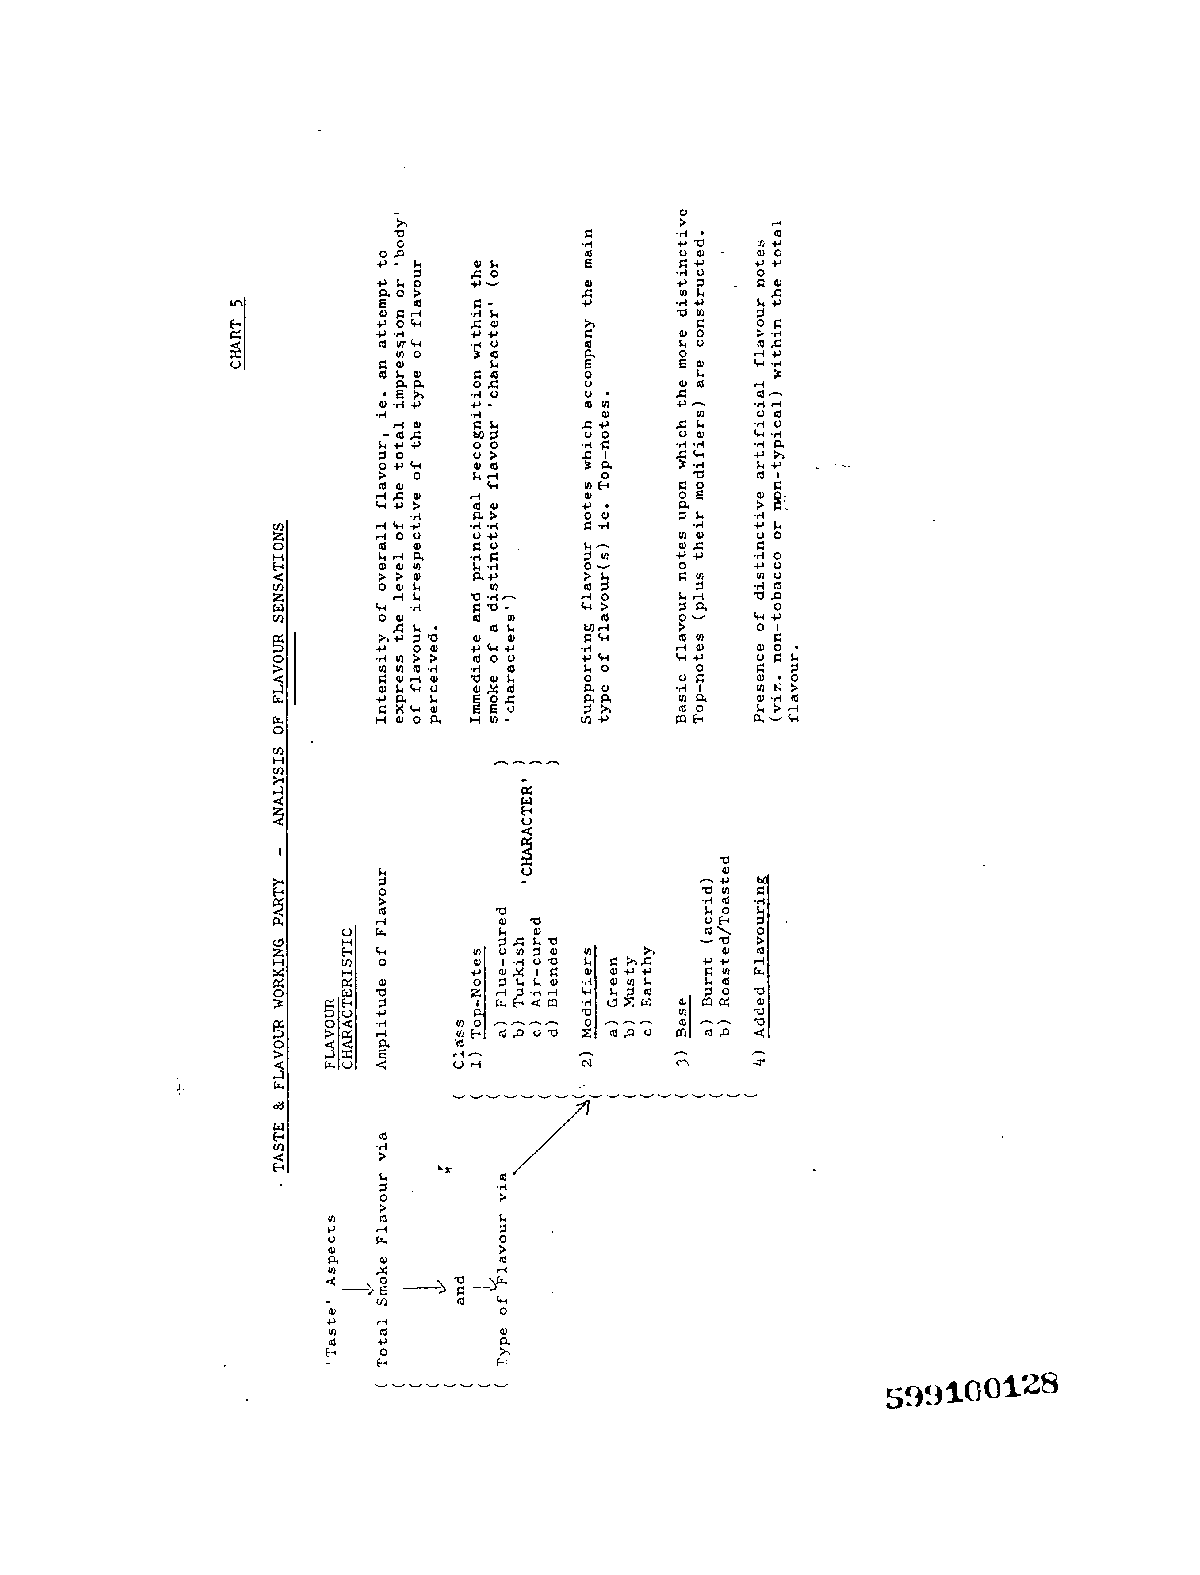 CHART 5
TASTE & FLAVOUR WORKING PARTY - ANALYSIS OF FLAVOUR SENSATIONS
'Taste' Aspects
FLAVOUR
CHARACTERISTIC
Total Smoke Flavour via
Amplitude of Flavour
Intensity of overall flavour, ie. an attempt to
express the level of the total impression or 'body'
of flavour irrespective of the type of flavour
perceived.
and
Type of Flavour via
Class
1) Top-Notes
a) Flue-cured
b) Turkish
c) Air-cured
d) Blended
'CHARACTER'
Immediate and principal recognition within the
smoke of a distinctive flavour 'character' (or
'characters')
2) Modifiers
a) Green
b) Musty
c) Earthy
Supporting flavour notes which accompany the main
type of flavour(s) ie. Top-notes.
3) Base
a) Burnt (acrid)
b) Roasted/Toasted
Basic flavour notes upon which the more distinctive
Top-notes (plus their modifiers) are constructed.
4) Added Flavouring
Presence of distinctive artificial flavour notes
(viz. non-tobacco or non-typical) within the total
flavour.
599100128